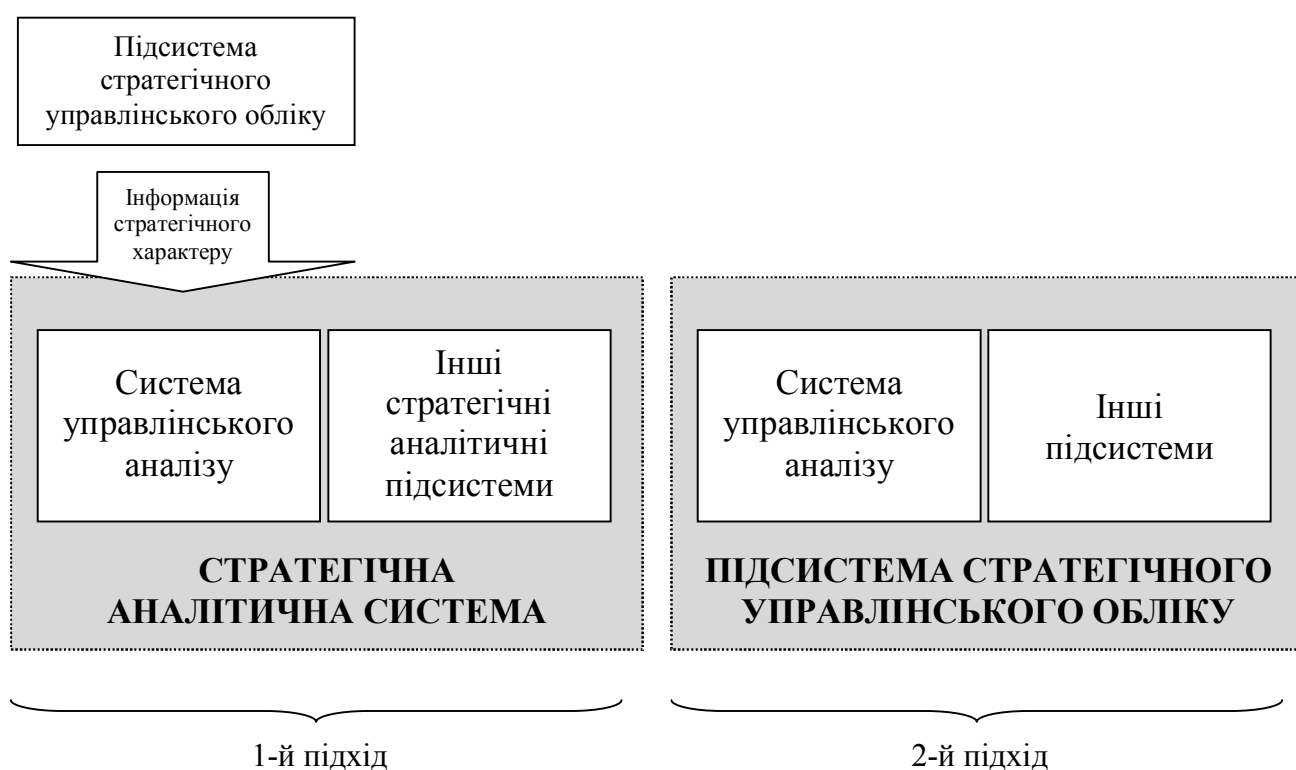 Підсистема
стратегічного
управлінського обліку
Інформація
стратегічного
характеру
Система
управлінського
аналізу
Інші
стратегічні
аналітичні
підсистеми
СТРАТЕГІЧНА
АНАЛІТИЧНА СИСТЕМА
1-й підхід
Система
управлінського
аналізу
Інші
підсистеми
ПІДСИСТЕМА СТРАТЕГІЧНОГО
УПРАВЛІНСЬКОГО ОБЛІКУ
2-й підхід